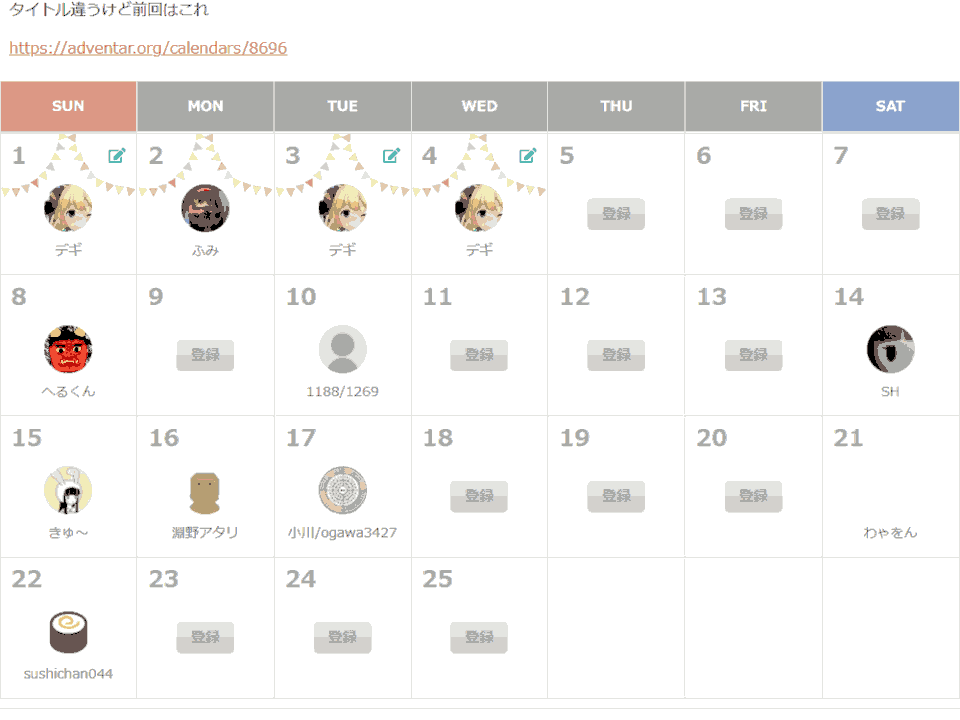 タイトル違うけど前回はこれ
https://adventar.org/calendars/8696
SUN MON TUE WED THU FRI SAT
1 2 3 4 5 6 7
登録 登録 登録
デギ ふみ デギ デギ
8 9 10 11 12 13 14
登録 登録 登録 登録
へるくん 1188/1269 SH
15 16 17 18 19 20 21
登録 登録 登録
きゅ〜 淵野アタリ 小川/ogawa3427 わゃをん
22 23 24 25
登録 登録 登録
sushichan044